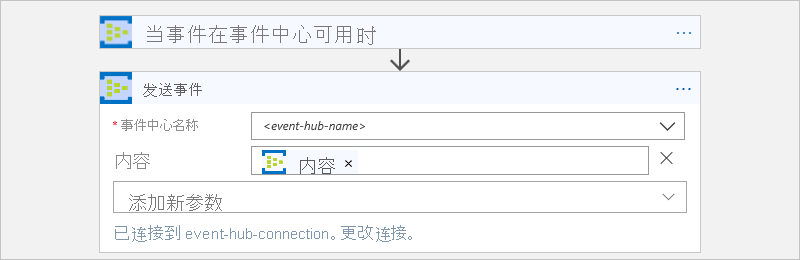 当事件在事件中心可用时
发送事件
*事件中心名称 <event-hub-name>
内容 内容 ×
添加新参数
已连接到 event-hub-connection。更改连接。